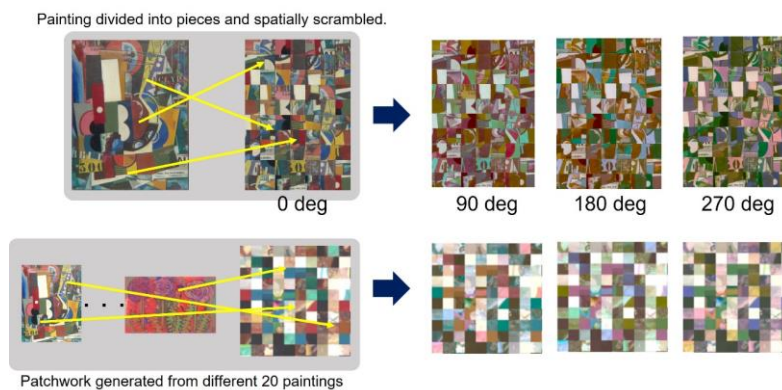 Painting divided into pieces and spatially scrambled.
0 deg
90 deg
180 deg
270 deg
Patchwork generated from different 20 paintings